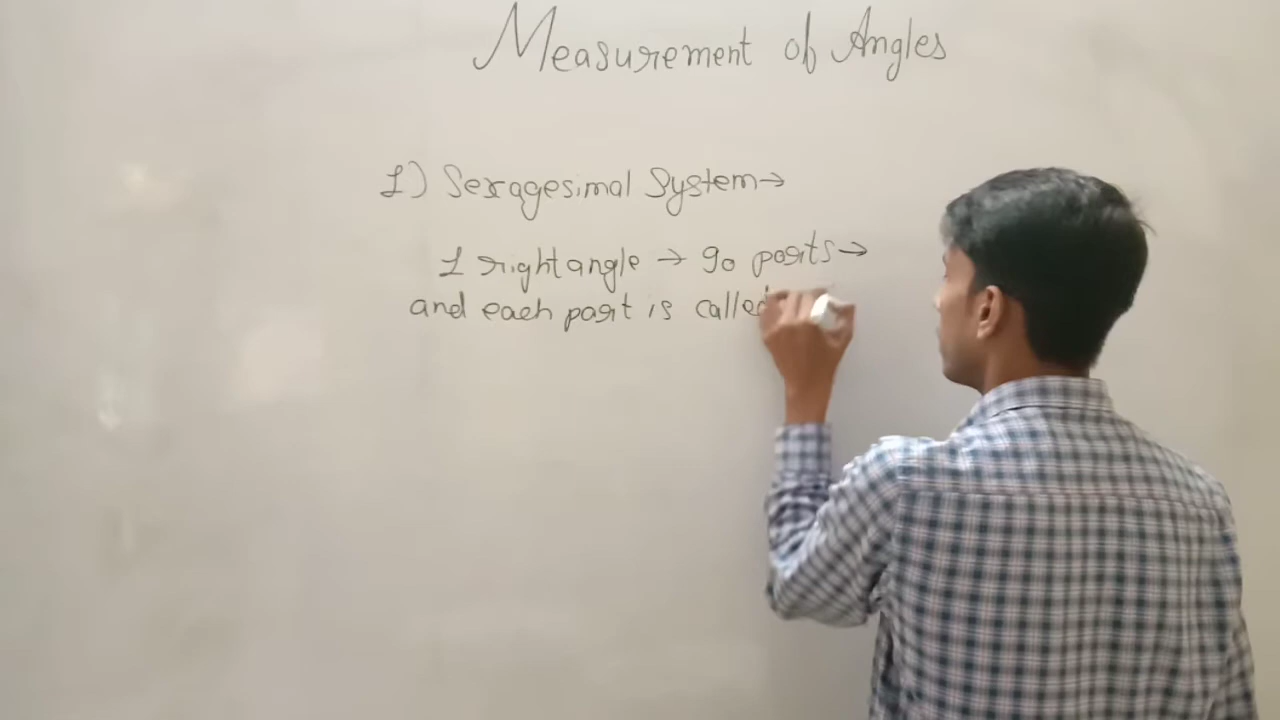 Measurement of Angles
1) Sexagesimal System →
1 right angle → 90 parts →
and each part is called